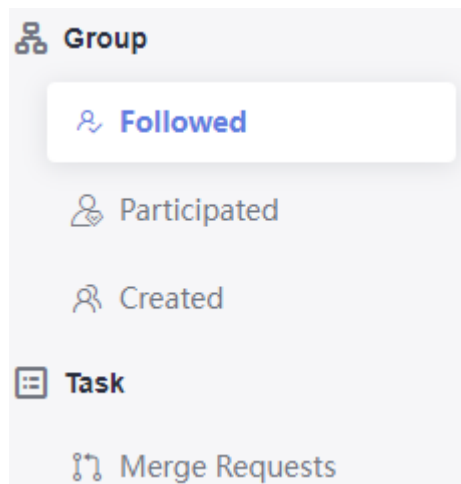 Group
Followed
Participated
Created
Task
Merge Requests